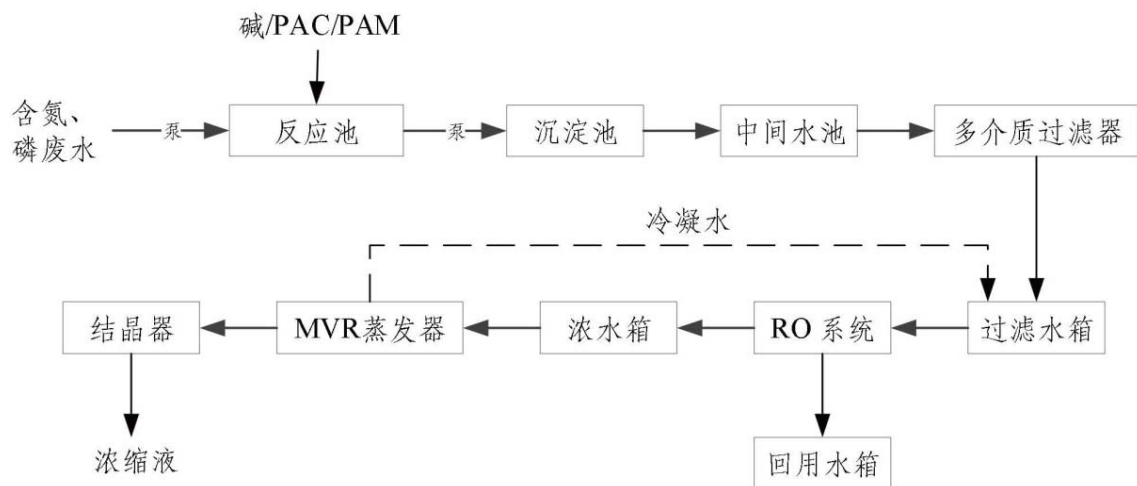 碱/PAC/PAM
含氮、
磷废水
泵
反应池
泵
沉淀池
中间水池
多介质过滤器
冷凝水
结晶器
MVR蒸发器
浓水箱
RO 系统
过滤水箱
浓缩液
回用水箱